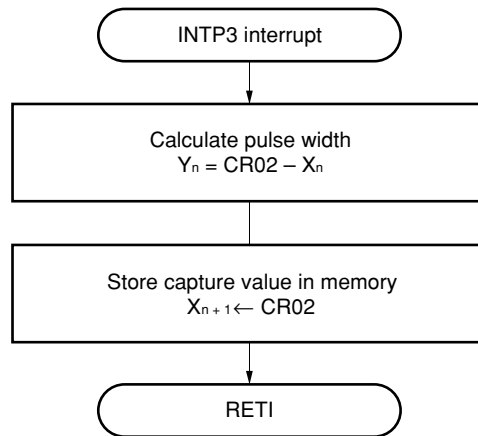 INTP3 interrupt
Calculate pulse width
Yn = CR02 – Xn
Store capture value in memory
Xn + 1 ← CR02
RETI